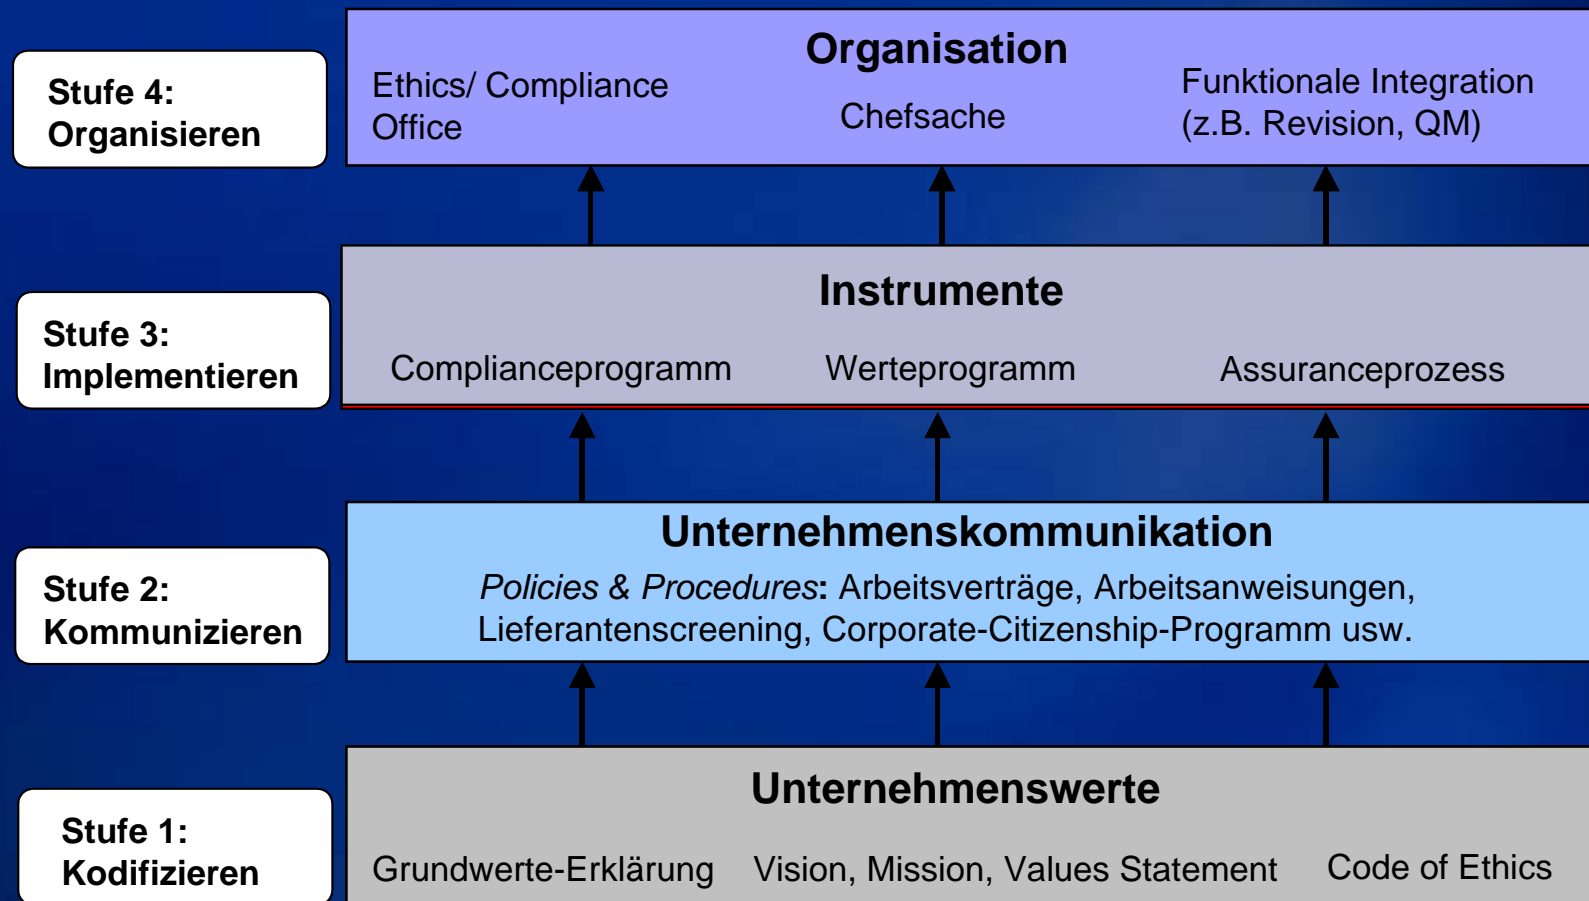 Stufe 4:
Organisieren
Organisation
Ethics/ Compliance
Office
Chefsache
Funktionale Integration
(z.B. Revision, QM)
Stufe 3:
Implementieren
Instrumente
Complianceprogramm
Werteprogramm
Assuranceprozess
Stufe 2:
Kommunizieren
Unternehmenskommunikation
Policies & Procedures: Arbeitsverträge, Arbeitsanweisungen,
Lieferantenscreening, Corporate-Citizenship-Programm usw.
Stufe 1:
Kodifizieren
Unternehmenswerte
Grundwerte-Erklärung
Vision, Mission, Values Statement
Code of Ethics